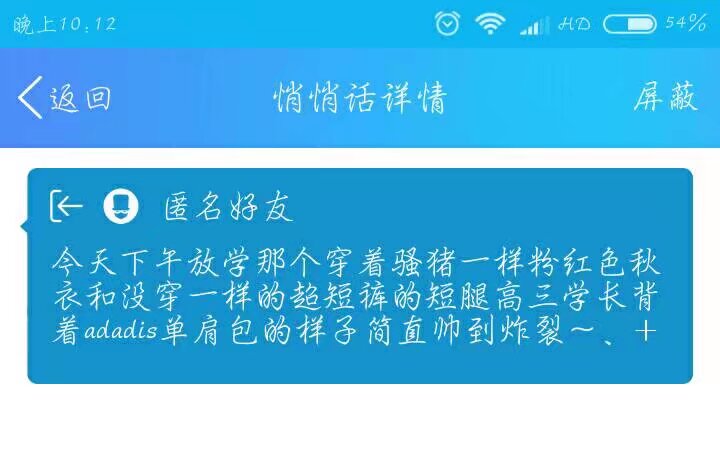 晚上10:12 HD 54%
返回 悄悄话详情 屏蔽
匿名好友
今天下午放学那个穿着骚猪一样粉红色秋
衣和没穿一样的超短裤的短腿高三学长背
着adadis单肩包的样子简直帅到炸裂～、＋